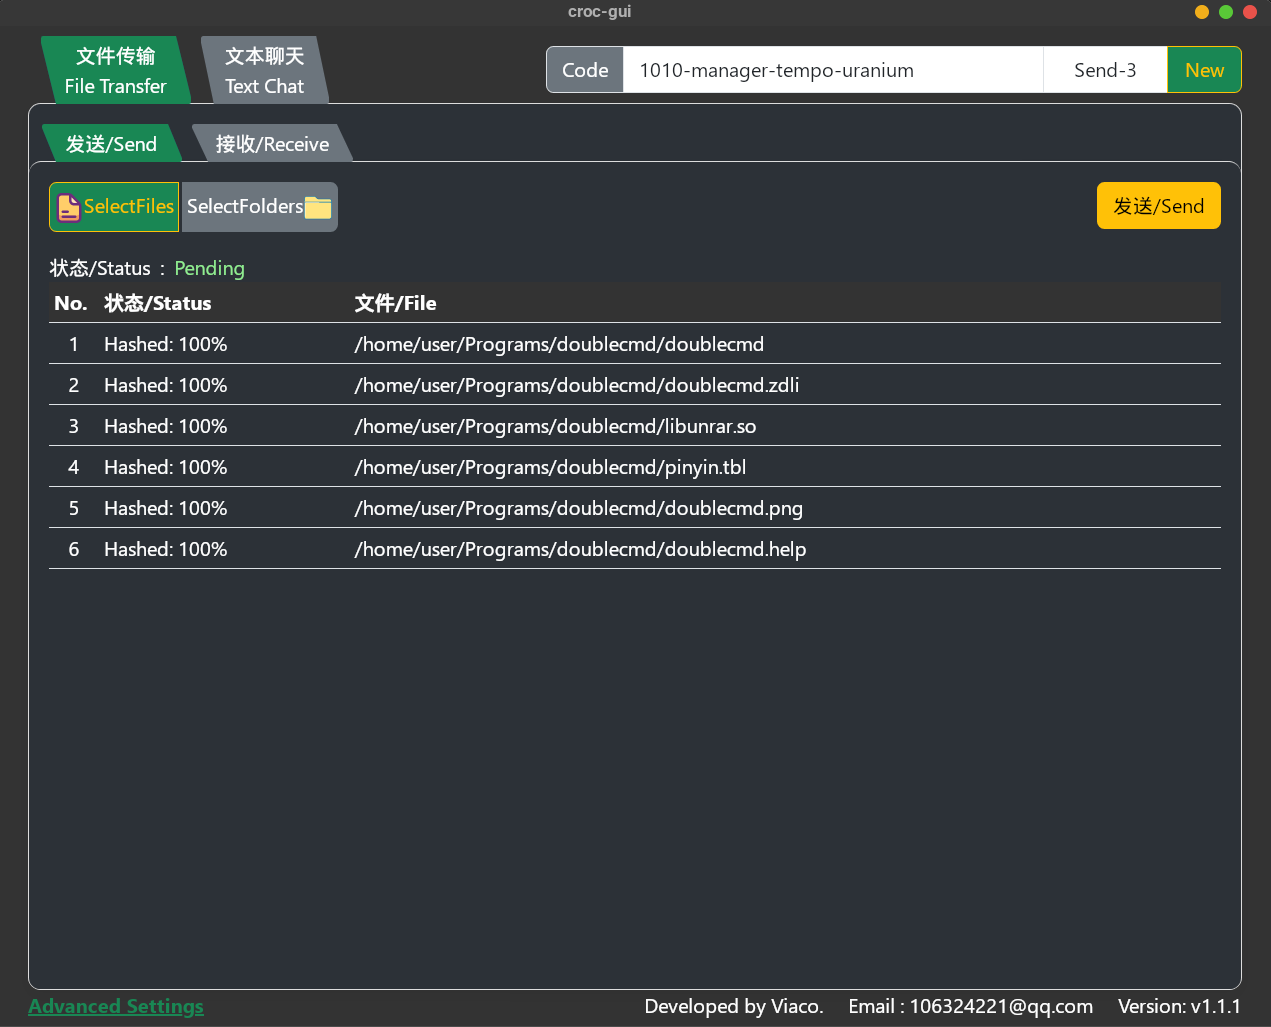 croc-gui
文件传输
File Transfer
文本聊天
Text Chat
Code 1010-manager-tempo-uranium Send-3 New
发送/Send 接收/Receive
SelectFiles SelectFolders 发送/Send
状态/Status : Pending
No. 状态/Status 文件/File
1 Hashed: 100% /home/user/Programs/doublecmd/doublecmd
2 Hashed: 100% /home/user/Programs/doublecmd/doublecmd.zdli
3 Hashed: 100% /home/user/Programs/doublecmd/libunrar.so
4 Hashed: 100% /home/user/Programs/doublecmd/pinyin.tbl
5 Hashed: 100% /home/user/Programs/doublecmd/doublecmd.png
6 Hashed: 100% /home/user/Programs/doublecmd/doublecmd.help
Advanced Settings Developed by Viaco. Email : 106324221@qq.com Version: v1.1.1